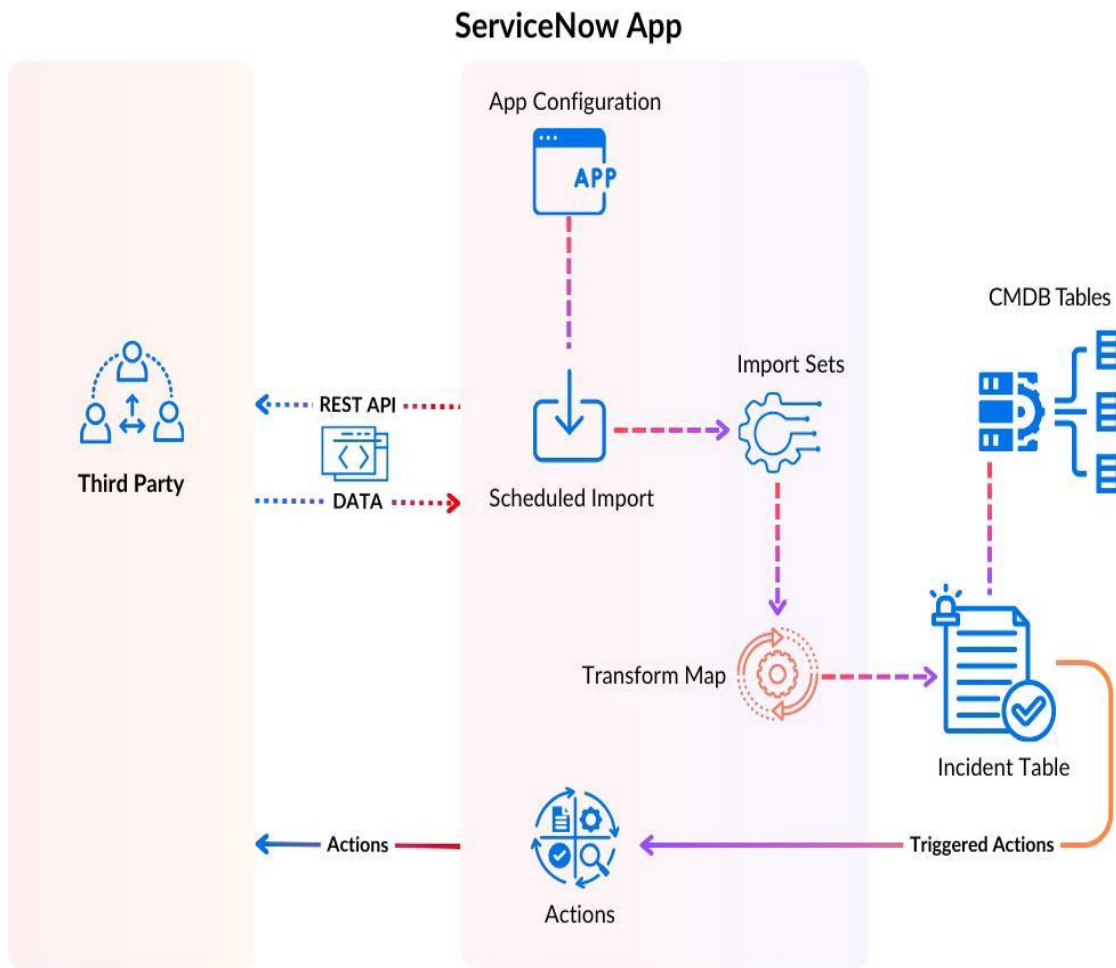 ServiceNow App
App Configuration
APP
CMDB Tables
Import Sets
REST API
Third Party
DATA
Scheduled Import
Transform Map
Incident Table
Actions
Triggered Actions
Actions